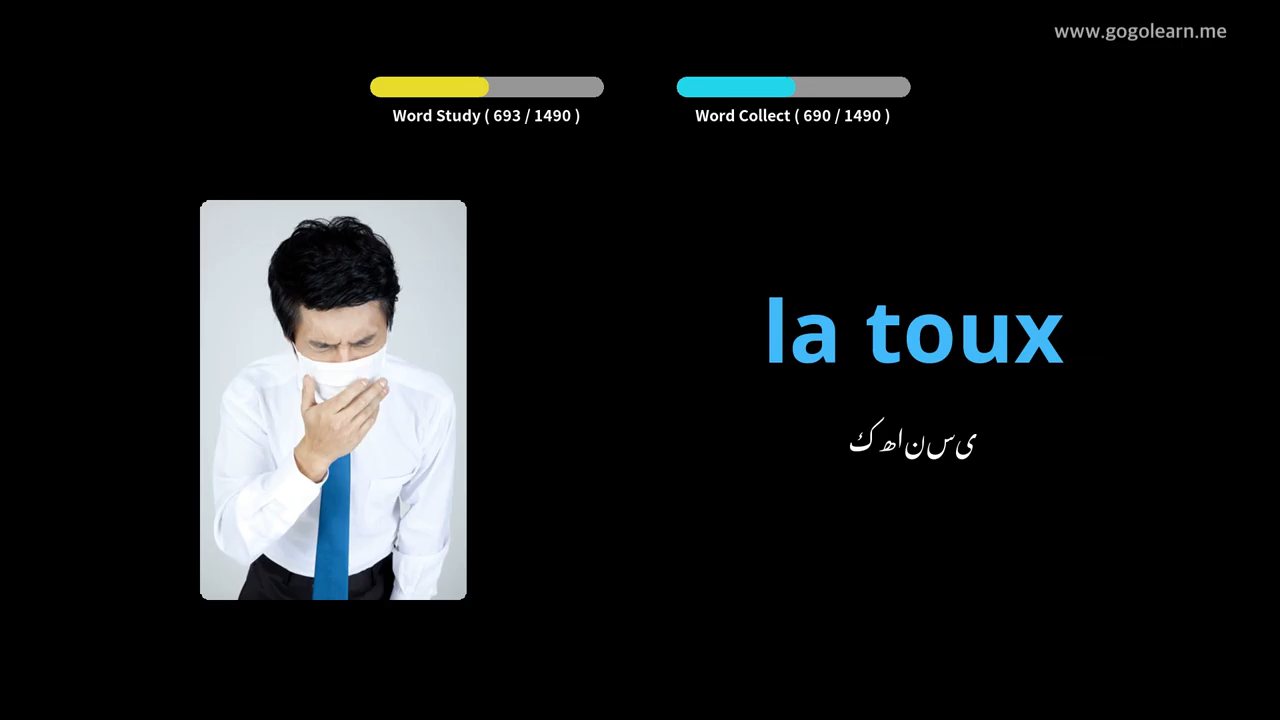 www.gogolearn.me
Word Study ( 693 / 1490 )
Word Collect ( 690 / 1490 )
la toux
کھانسی